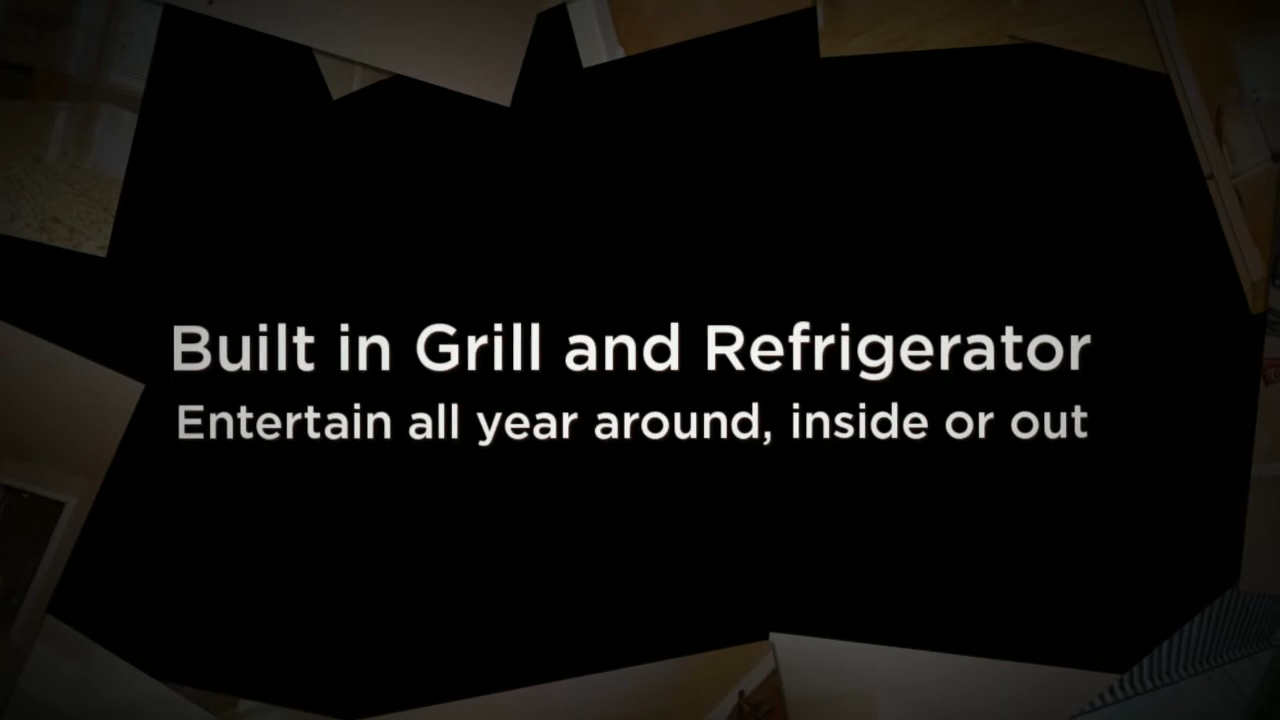 Built in Grill and Refrigerator
Entertain all year around, inside or out